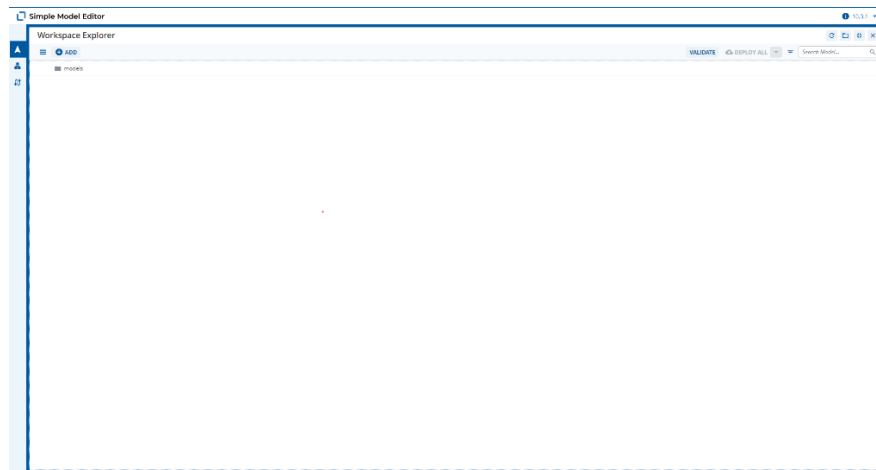 Simple Model Editor
Workspace Explorer
ADD
VALIDATE DEPLOY ALL Search Model...
models